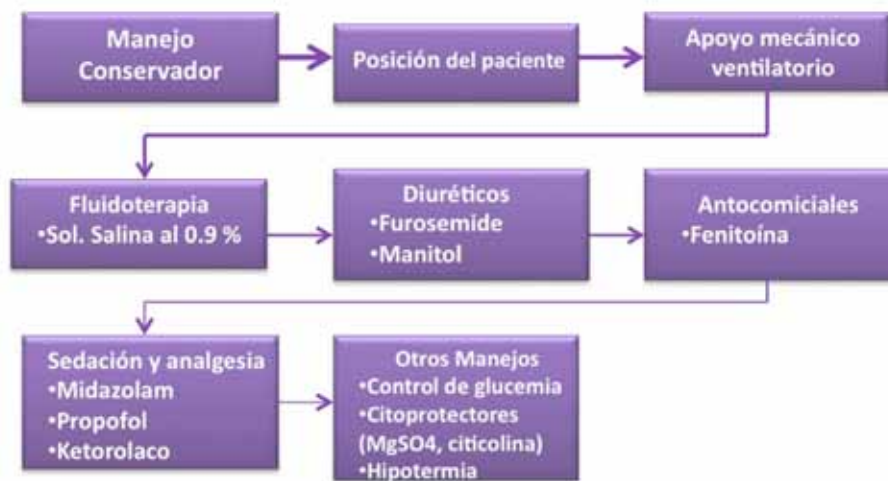 Manejo
Conservador
Posición del paciente
Apoyo mecánico
ventilatorio
Fluidoterapia
•Sol. Salina al 0.9 %
Diuréticos
•Furosemide
•Manitol
Antocomiciales
•Fenitoína
Sedación y analgesia
•Midazolam
•Propofol
•Ketorolaco
Otros Manejos
•Control de glucemia
•Citoprotectores
(MgSO4, citicolina)
•Hipotermia